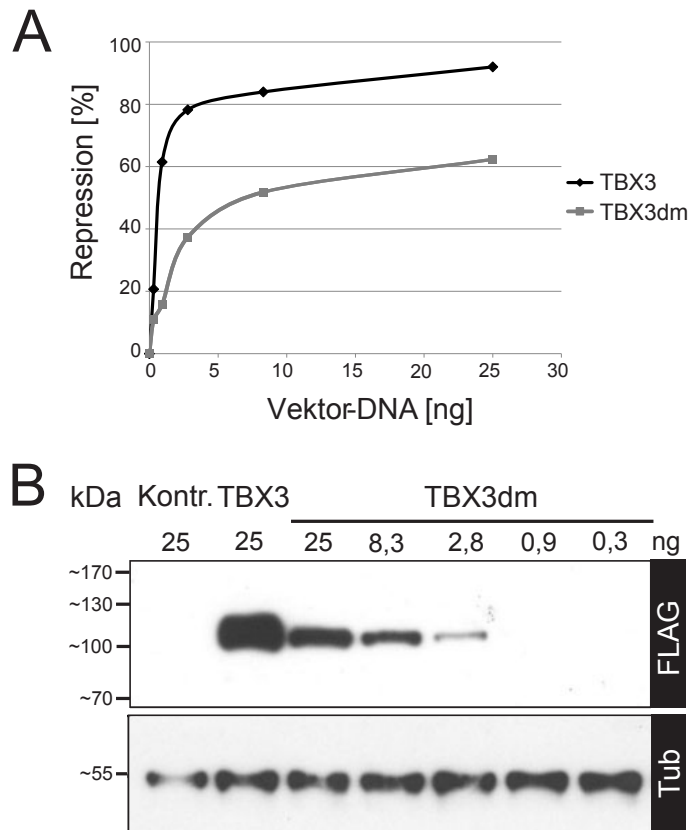 A
Repression [%]
100
80
60
40
20
0
0 5 10 15 20 25 30
Vektor-DNA [ng]
TBX3
TBX3dm
B
kDa Kontr. TBX3 TBX3dm
25 25 25 8,3 2,8 0,9 0,3 ng
~170
~130
~100
~70
FLAG
~55
Tub